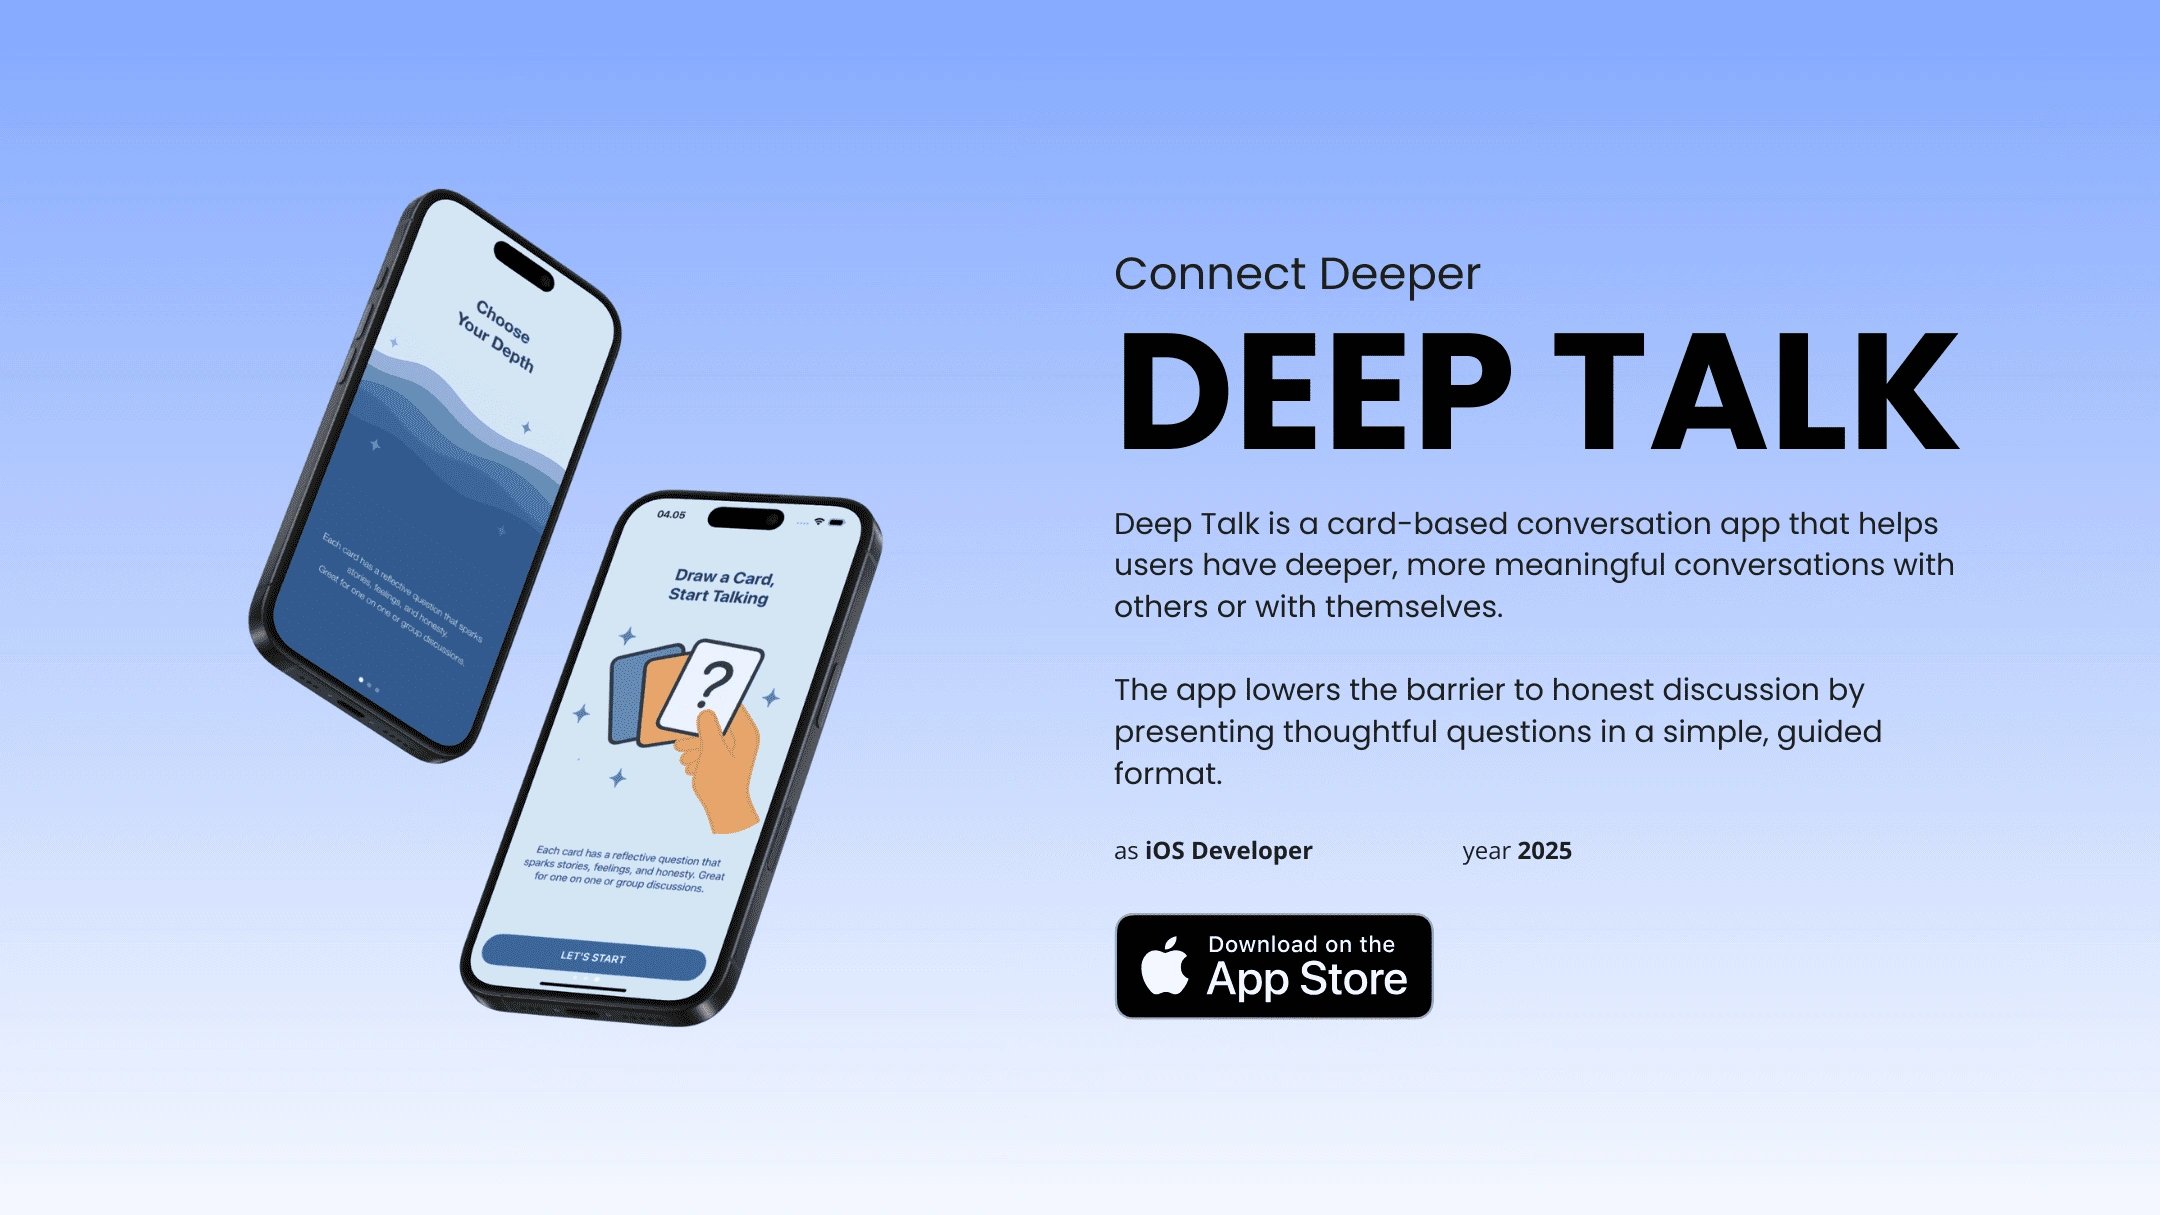 Choose
Your Depth
Each card has a reflective question that sparks
stories, feelings, and honesty.
Great for one on one or group discussions.
04.05
Draw a Card,
Start Talking
?
Each card has a reflective question that
sparks stories, feelings, and honesty. Great
for one on one or group discussions.
LET'S START
Connect Deeper
DEEP TALK
Deep Talk is a card-based conversation app that helps
users have deeper, more meaningful conversations with
others or with themselves.
The app lowers the barrier to honest discussion by
presenting thoughtful questions in a simple, guided
format.
as iOS Developer
year 2025
Download on the
App Store